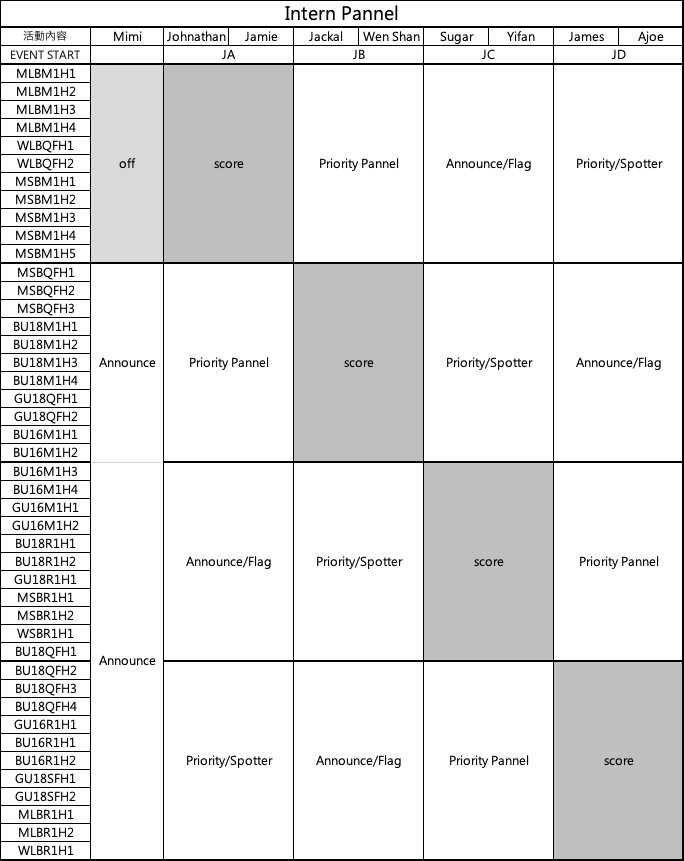 Intern Pannel
活動內容 Mimi Johnathan Jamie Jackal Wen Shan Sugar Yifan James Ajoe
EVENT START JA JB JC JD
MLBM1H1
MLBM1H2
MLBM1H3
MLBM1H4
WLBQFH1
WLBQFH2 off score Priority Pannel Announce/Flag Priority/Spotter
MSBM1H1
MSBM1H2
MSBM1H3
MSBM1H4
MSBM1H5
MSBQFH1
MSBQFH2
MSBQFH3
BU18M1H1
BU18M1H2
BU18M1H3 Announce Priority Pannel score Priority/Spotter Announce/Flag
BU18M1H4
GU18QFH1
GU18QFH2
BU16M1H1
BU16M1H2
BU16M1H3
BU16M1H4
GU16M1H1
GU16M1H2
BU18R1H1
BU18R1H2 Announce/Flag Priority/Spotter score Priority Pannel
GU18R1H1
MSBR1H1
MSBR1H2
WSBR1H1
BU18QFH1
Announce
BU18QFH2
BU18QFH3
BU18QFH4
GU16R1H1
BU16R1H1
BU16R1H2 Priority/Spotter Announce/Flag Priority Pannel score
GU18SFH1
GU18SFH2
MLBR1H1
MLBR1H2
WLBR1H1